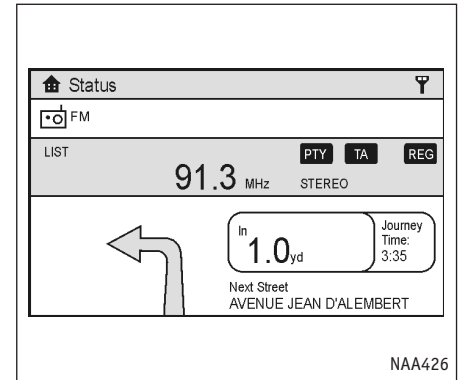 Status
FM
LIST PTY TA REG
91.3 MHz STEREO
In 1.0yd
Journey Time: 3:35
Next Street
AVENUE JEAN D'ALEMBERT
NAA426